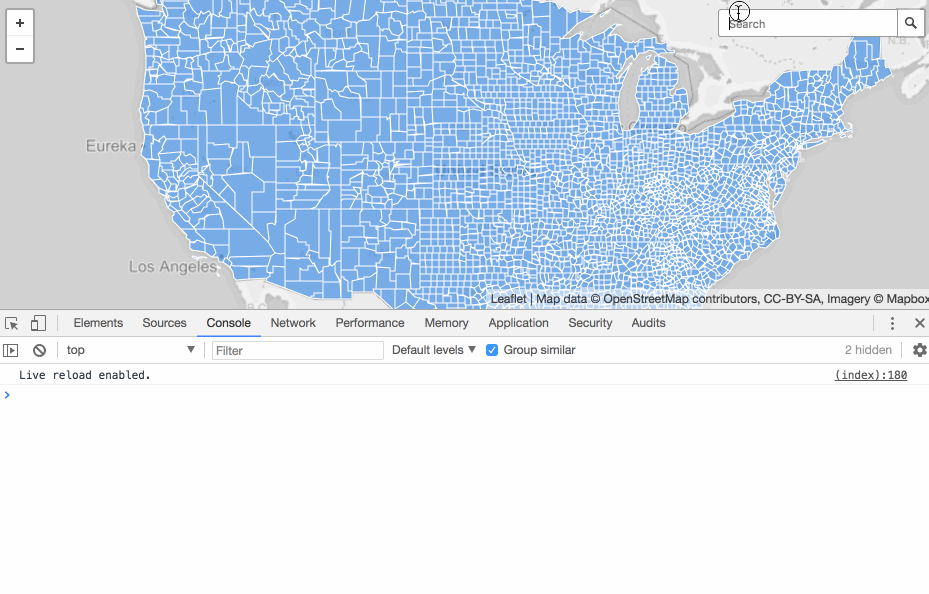 +
−
Search
N.B.
Eureka
Los Angeles
Leaflet | Map data © OpenStreetMap contributors, CC-BY-SA, Imagery © Mapbox
Elements Sources Console Network Performance Memory Application Security Audits
top Filter Default levels Group similar 2 hidden
Live reload enabled. (index):180
>